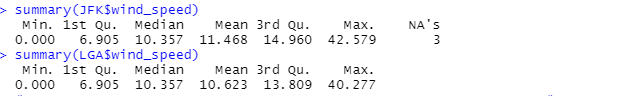 > summary(JFK$wind_speed)
Min. 1st Qu. Median Mean 3rd Qu. Max. NA's
0.000 6.905 10.357 11.468 14.960 42.579 3
> summary(LGA$wind_speed)
Min. 1st Qu. Median Mean 3rd Qu. Max.
0.000 6.905 10.357 10.623 13.809 40.277